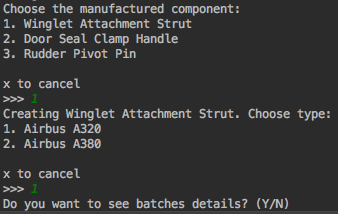 Choose the manufactured component:
1. Winglet Attachment Strut
2. Door Seal Clamp Handle
3. Rudder Pivot Pin
x to cancel
>>> 1
Creating Winglet Attachment Strut. Choose type:
1. Airbus A320
2. Airbus A380
x to cancel
>>> 1
Do you want to see batches details? (Y/N)